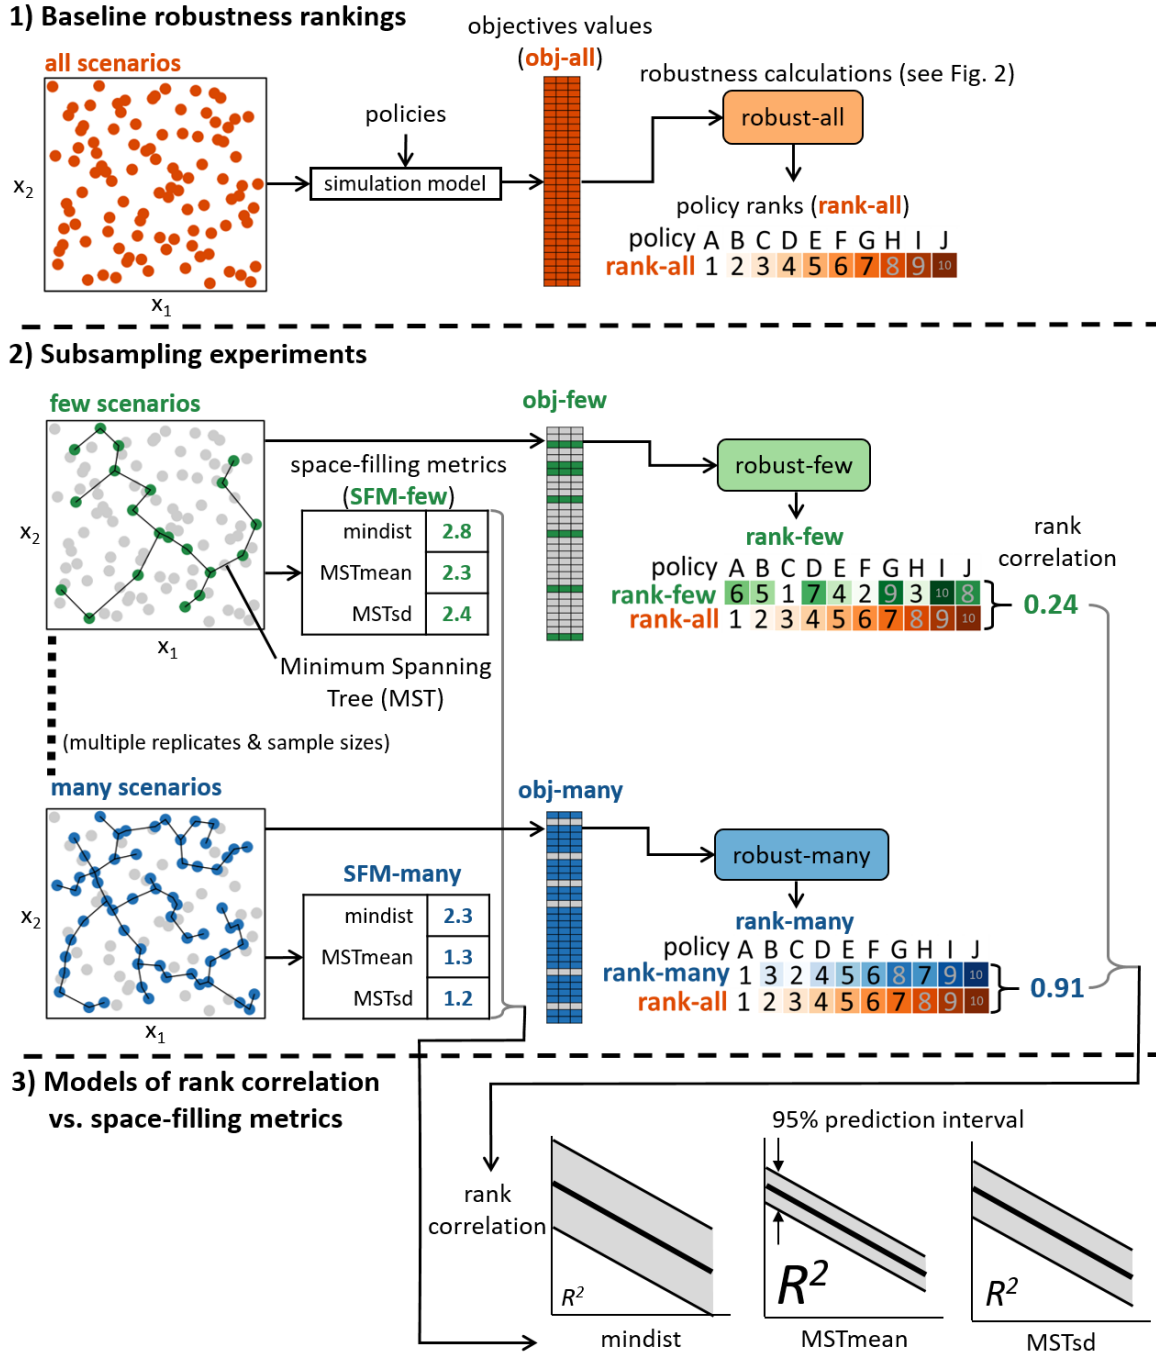 1) Baseline robustness rankings
objectives values
(obj-all)
all scenarios
robustness calculations (see Fig. 2)
policies
robust-all
x2
simulation model
policy ranks (rank-all)
policy A B C D E F G H I J
rank-all 1 2 3 4 5 6 7 8 9 10
x1
2) Subsampling experiments
few scenarios
obj-few
space-filling metrics
(SFM-few)
robust-few
x2
mindist 2.8
MSTmean 2.3
MSTsd 2.4
rank-few
rank
correlation
policy A B C D E F G H I J
rank-few 6 5 1 7 4 2 9 3 10 8
rank-all 1 2 3 4 5 6 7 8 9 10
0.24
x1
Minimum Spanning
Tree (MST)
(multiple replicates & sample sizes)
many scenarios
obj-many
robust-many
SFM-many
x2
mindist 2.3
MSTmean 1.3
MSTsd 1.2
rank-many
policy A B C D E F G H I J
rank-many 1 3 2 4 5 6 8 7 9 10
rank-all 1 2 3 4 5 6 7 8 9 10
0.91
x1
3) Models of rank correlation
vs. space-filling metrics
95% prediction interval
rank
correlation
R2
R2
R2
mindist
MSTmean
MSTsd